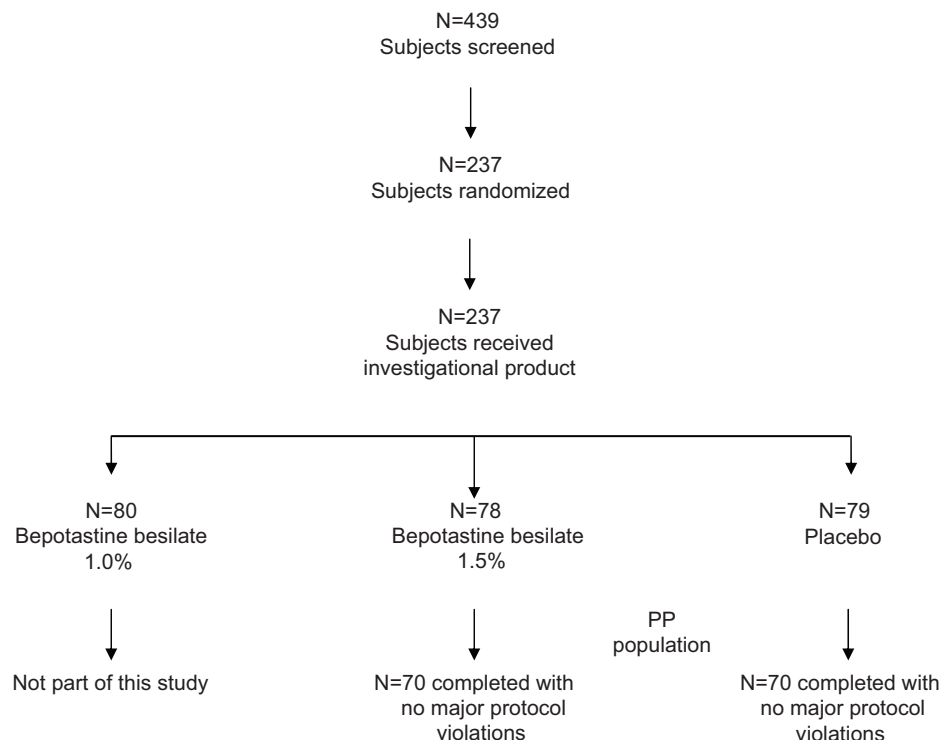 N=439
Subjects screened
N=237
Subjects randomized
N=237
Subjects received
investigational product
N=80
Bepotastine besilate
1.0%
N=78
Bepotastine besilate
1.5%
N=79
Placebo
PP
population
Not part of this study
N=70 completed with
no major protocol
violations
N=70 completed with
no major protocol
violations